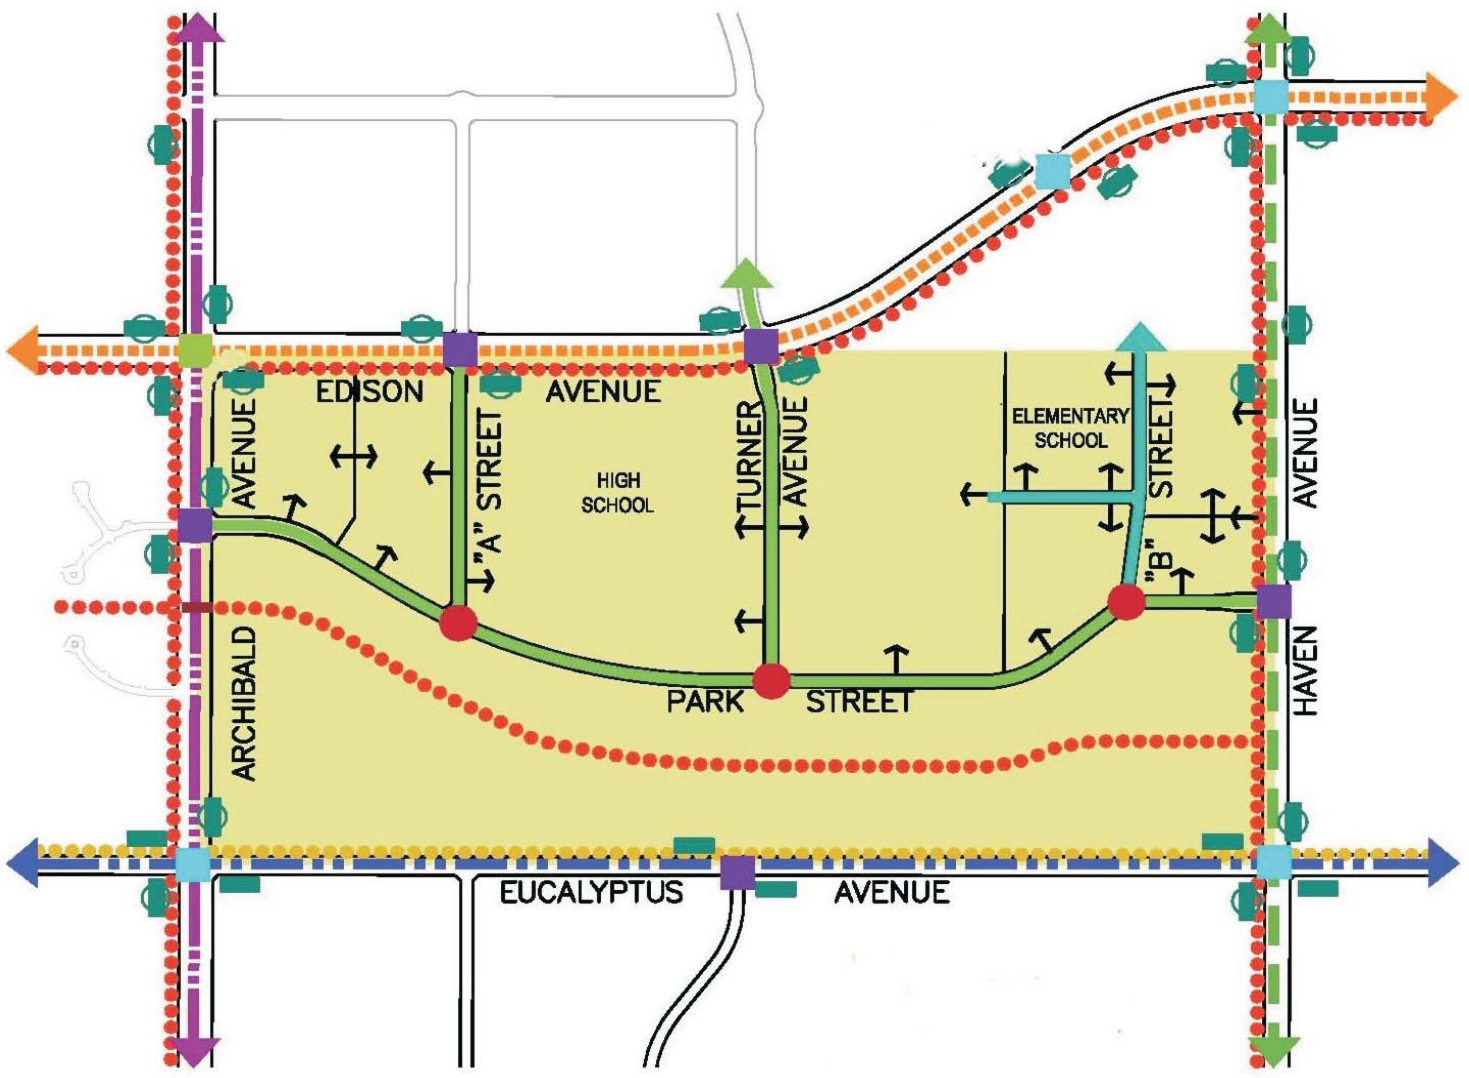 EDISON AVENUE
AVENUE
"A" STREET
HIGH
SCHOOL
TURNER
AVENUE
ELEMENTARY
SCHOOL
"B" STREET
AVENUE
ARCHIBALD
PARK STREET
HAVEN
EUCALYPTUS AVENUE